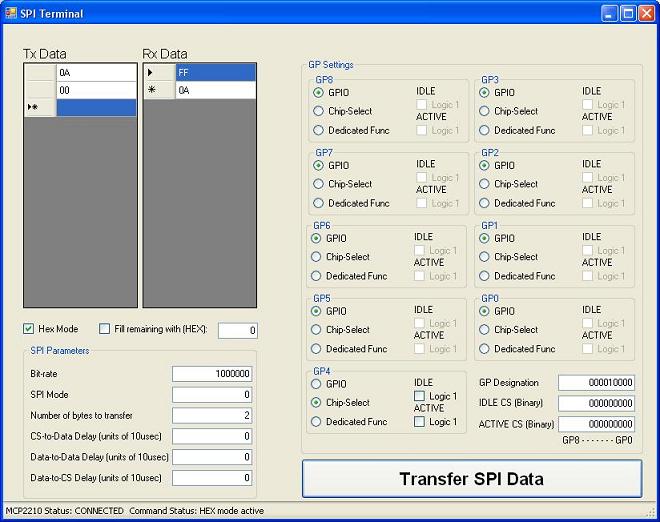 SPI Terminal
Tx Data
Rx Data
0A
00
FF
0A
Hex Mode
Fill remaining with (HEX):
0
SPI Parameters
Bit-rate
1000000
SPI Mode
0
Number of bytes to transfer
2
CS-to-Data Delay (units of 10usec)
0
Data-to-Data Delay (units of 10usec)
0
Data-to-CS Delay (units of 10usec)
0
GP Settings
GP8
GPIO
Chip-Select
Dedicated Func
IDLE
Logic 1
ACTIVE
Logic 1
GP3
GPIO
Chip-Select
Dedicated Func
IDLE
Logic 1
ACTIVE
Logic 1
GP7
GPIO
Chip-Select
Dedicated Func
IDLE
Logic 1
ACTIVE
Logic 1
GP2
GPIO
Chip-Select
Dedicated Func
IDLE
Logic 1
ACTIVE
Logic 1
GP6
GPIO
Chip-Select
Dedicated Func
IDLE
Logic 1
ACTIVE
Logic 1
GP1
GPIO
Chip-Select
Dedicated Func
IDLE
Logic 1
ACTIVE
Logic 1
GP5
GPIO
Chip-Select
Dedicated Func
IDLE
Logic 1
ACTIVE
Logic 1
GP0
GPIO
Chip-Select
Dedicated Func
IDLE
Logic 1
ACTIVE
Logic 1
GP4
GPIO
Chip-Select
Dedicated Func
IDLE
Logic 1
ACTIVE
Logic 1
GP Designation
000010000
IDLE CS (Binary)
000000000
ACTIVE CS (Binary)
000000000
GP8 - - - - - - - GP0
Transfer SPI Data
MCP2210 Status: CONNECTED Command Status: HEX mode active